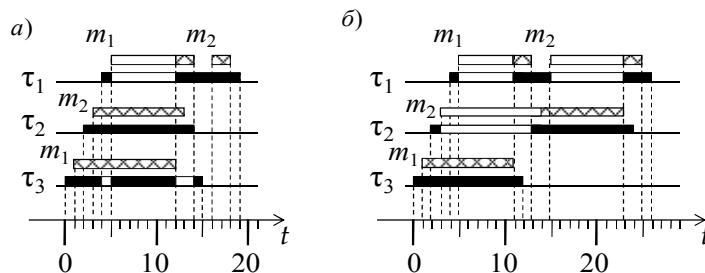 а) m₁ m₂ б) m₁ m₂
τ₁ τ₁
m₂ m₂
τ₂ τ₂
m₁ m₁
τ₃ τ₃
t t
0 10 20 0 10 20